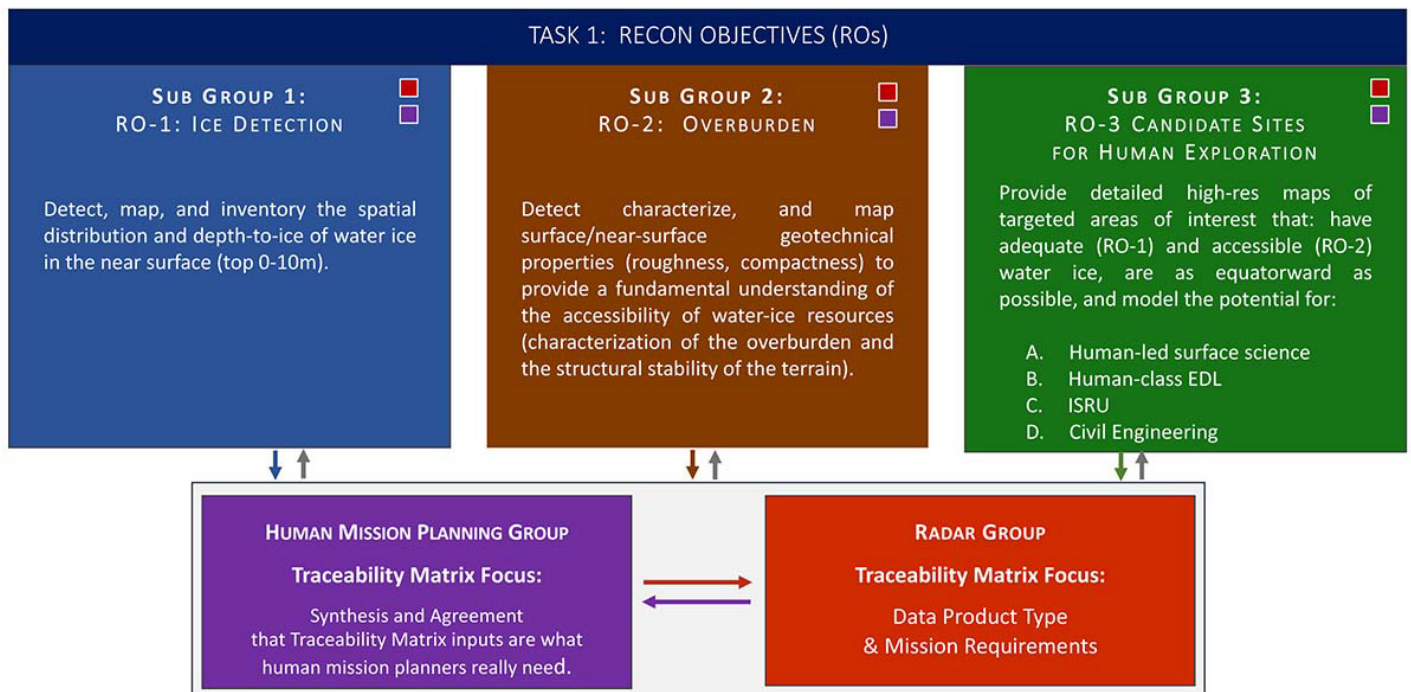 TASK 1: RECON OBJECTIVES (ROs)
SUB GROUP 1:
RO-1: ICE DETECTION
Detect, map, and inventory the spatial
distribution and depth-to-ice of water ice
in the near surface (top 0-10m).
SUB GROUP 2:
RO-2: OVERBURDEN
Detect characterize, and map
surface/near-surface geotechnical
properties (roughness, compactness) to
provide a fundamental understanding of
the accessibility of water-ice resources
(characterization of the overburden and
the structural stability of the terrain).
SUB GROUP 3:
RO-3 CANDIDATE SITES
FOR HUMAN EXPLORATION
Provide detailed high-res maps of
targeted areas of interest that: have
adequate (RO-1) and accessible (RO-2)
water ice, are as equatorward as
possible, and model the potential for:
A. Human-led surface science
B. Human-class EDL
C. ISRU
D. Civil Engineering
HUMAN MISSION PLANNING GROUP
Traceability Matrix Focus:
Synthesis and Agreement
that Traceability Matrix inputs are what
human mission planners really need.
RADAR GROUP
Traceability Matrix Focus:
Data Product Type
& Mission Requirements